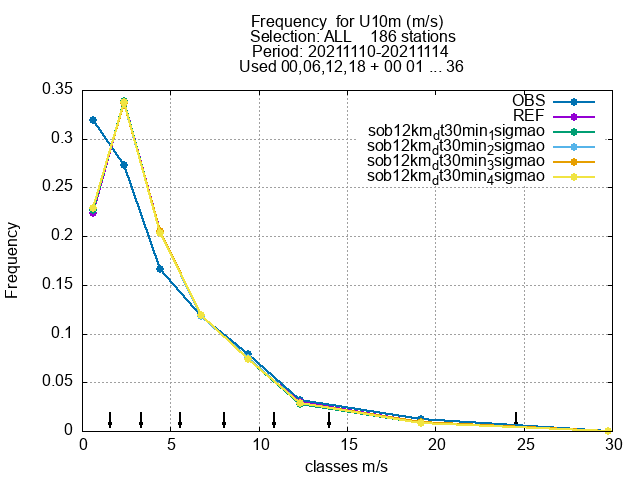 Frequency  for U10m (m/s)
Selection: ALL    186 stations
Period: 20211110-20211114
Used 00,06,12,18 + 00 01 ... 36
OBS
REF
sob12km_dt30min_1sigmao
sob12km_dt30min_2sigmao
sob12km_dt30min_3sigmao
sob12km_dt30min_4sigmao
0.35
0.3
0.25
0.2
0.15
0.1
0.05
0
Frequency
0 5 10 15 20 25 30
classes m/s